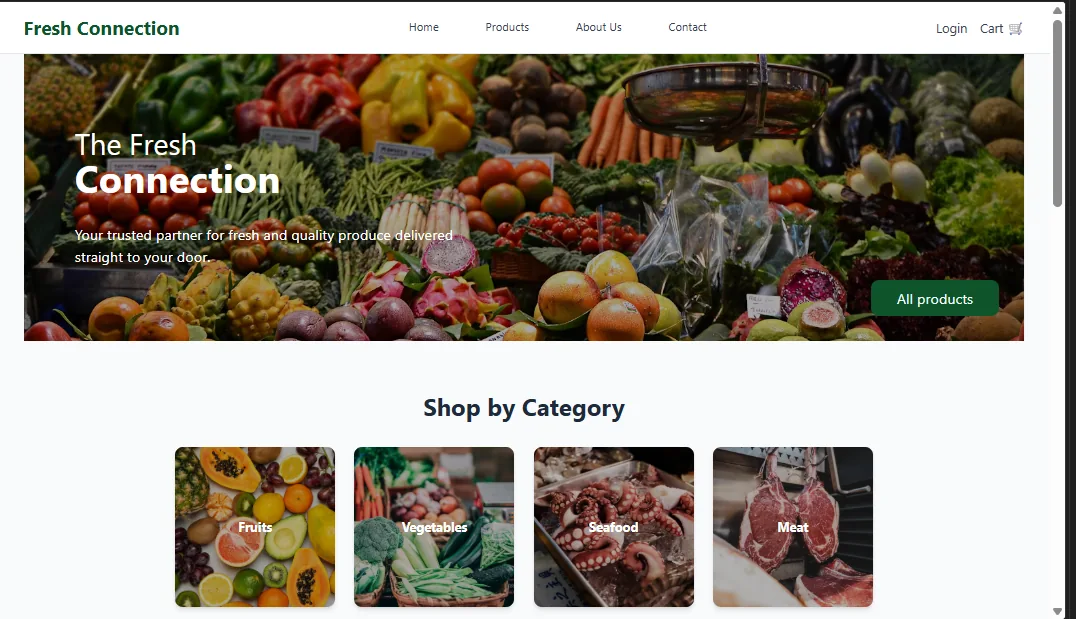 Fresh Connection
Home
Products
About Us
Contact
Login
Cart
The Fresh
Connection
Your trusted partner for fresh and quality produce delivered
straight to your door.
All products
Shop by Category
Fruits
Vegetables
Seafood
Meat